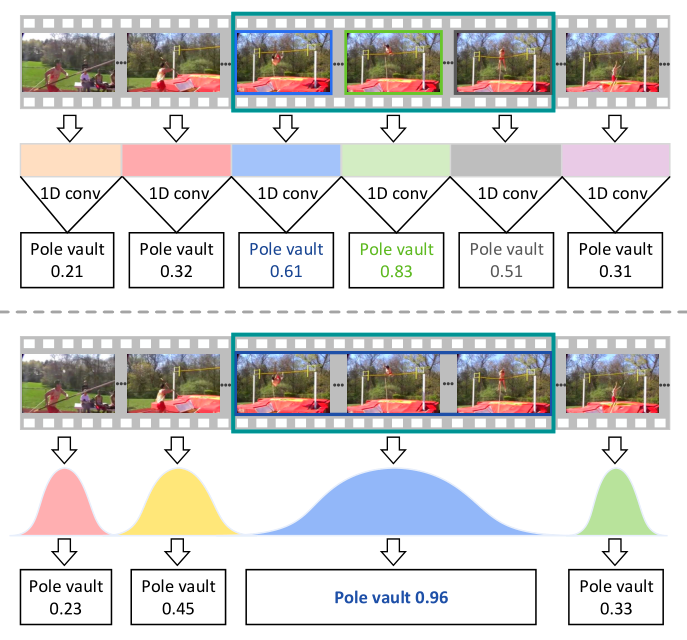 1D conv 1D conv 1D conv 1D conv 1D conv 1D conv
Pole vault Pole vault Pole vault Pole vault Pole vault Pole vault
0.21 0.32 0.61 0.83 0.51 0.31
Pole vault Pole vault Pole vault 0.96 Pole vault
0.23 0.45 0.33